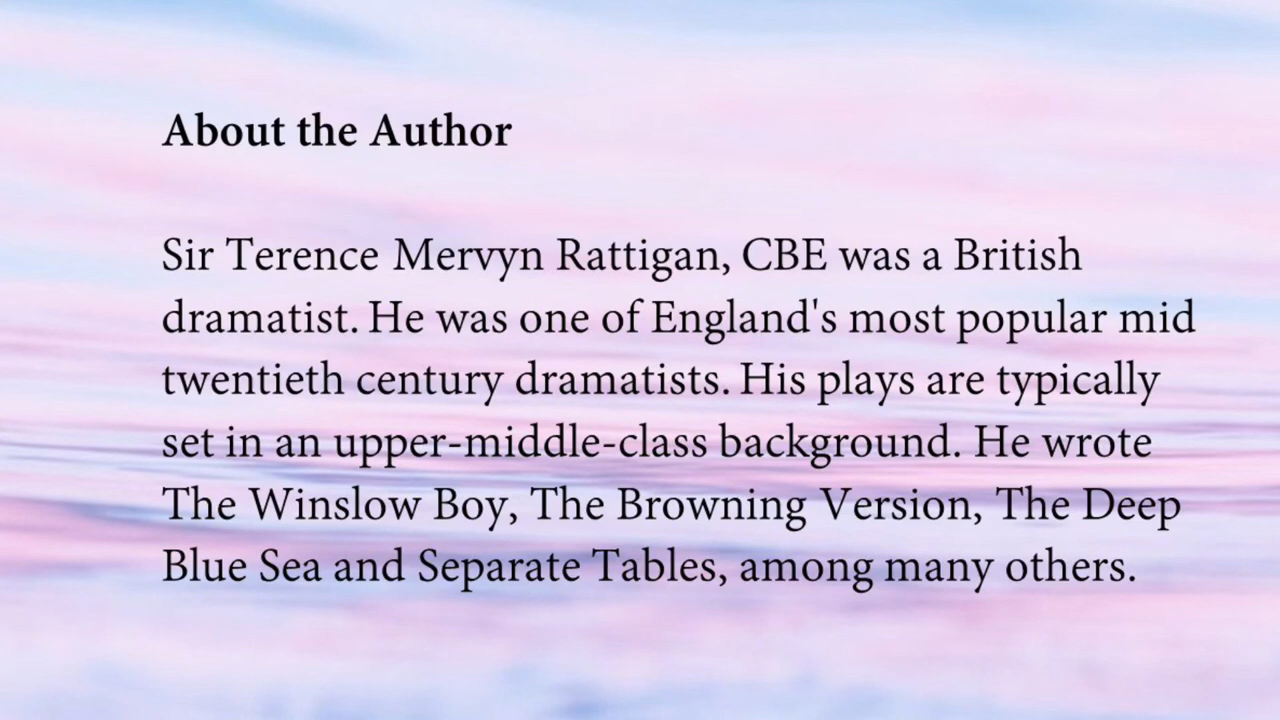 About the Author
Sir Terence Mervyn Rattigan, CBE was a British
dramatist. He was one of England's most popular mid
twentieth century dramatists. His plays are typically
set in an upper-middle-class background. He wrote
The Winslow Boy, The Browning Version, The Deep
Blue Sea and Separate Tables, among many others.